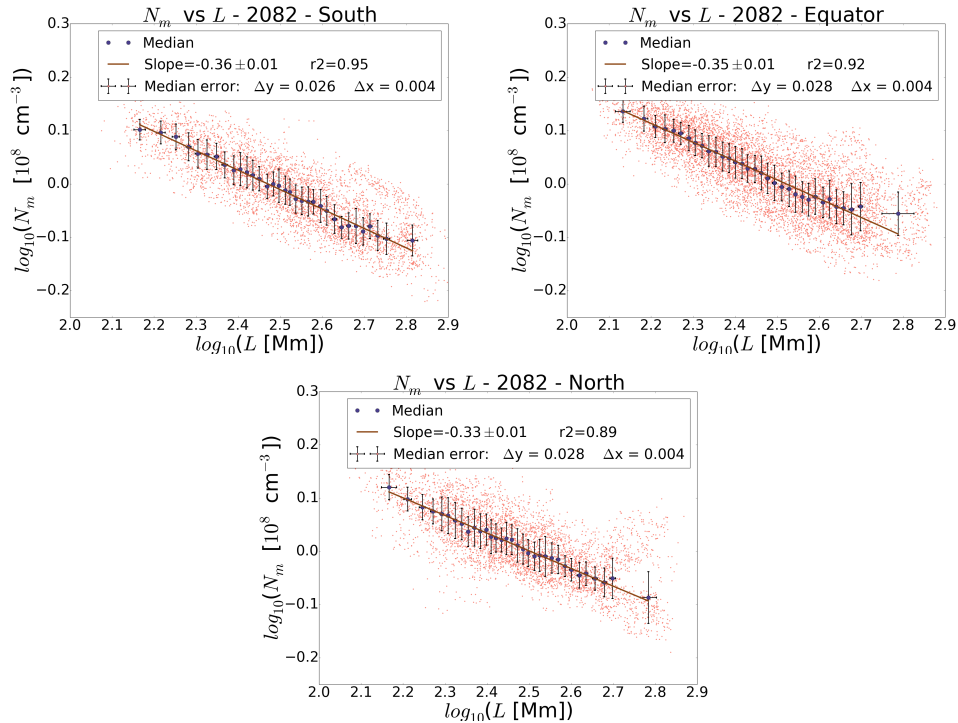 N_m vs L - 2082 - South
Median
Slope=-0.36±0.01 r2=0.95
Median error: Δy = 0.026 Δx = 0.004
0.3
0.2
0.1
0.0
−0.1
−0.2
log10(N_m [10^8 cm^−3])
2.0 2.1 2.2 2.3 2.4 2.5 2.6 2.7 2.8 2.9
log10(L [Mm])
N_m vs L - 2082 - Equator
Median
Slope=-0.35±0.01 r2=0.92
Median error: Δy = 0.028 Δx = 0.004
0.3
0.2
0.1
0.0
−0.1
−0.2
log10(N_m [10^8 cm^−3])
2.0 2.1 2.2 2.3 2.4 2.5 2.6 2.7 2.8 2.9
log10(L [Mm])
N_m vs L - 2082 - North
Median
Slope=-0.33±0.01 r2=0.89
Median error: Δy = 0.028 Δx = 0.004
0.3
0.2
0.1
0.0
−0.1
−0.2
log10(N_m [10^8 cm^−3])
2.0 2.1 2.2 2.3 2.4 2.5 2.6 2.7 2.8 2.9
log10(L [Mm])